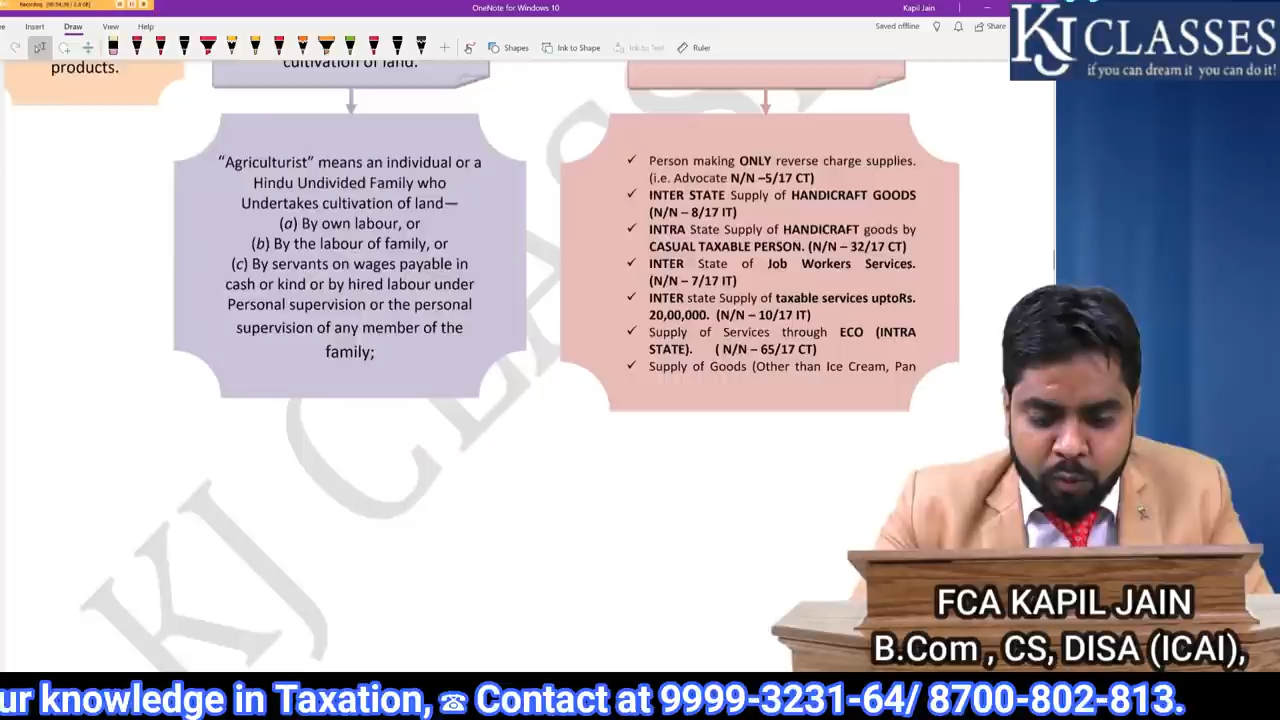 OneNote for Windows 10
Kapil Jain
Insert
Draw
View
Help
Saved offline
Share
Shapes
Ink to Shape
Ink to Text
Ruler
KJ CLASSES
if you can dream it you can do it!
products.
cultivation of land.
“Agriculturist” means an individual or a
Hindu Undivided Family who
Undertakes cultivation of land—
(a) By own labour, or
(b) By the labour of family, or
(c) By servants on wages payable in
cash or kind or by hired labour under
Personal supervision or the personal
supervision of any member of the
family;
✓ Person making ONLY reverse charge supplies.
(i.e. Advocate N/N –5/17 CT)
✓ INTER STATE Supply of HANDICRAFT GOODS
(N/N – 8/17 IT)
✓ INTRA State Supply of HANDICRAFT goods by
CASUAL TAXABLE PERSON. (N/N – 32/17 CT)
✓ INTER State of Job Workers Services.
(N/N – 7/17 IT)
✓ INTER state Supply of taxable services uptoRs.
20,00,000. (N/N – 10/17 IT)
✓ Supply of Services through ECO (INTRA
STATE). ( N/N – 65/17 CT)
✓ Supply of Goods (Other than Ice Cream, Pan
KJ CLASS
FCA KAPIL JAIN
B.Com , CS, DISA (ICAI),
ur knowledge in Taxation, ☎ Contact at 9999-3231-64/ 8700-802-813.